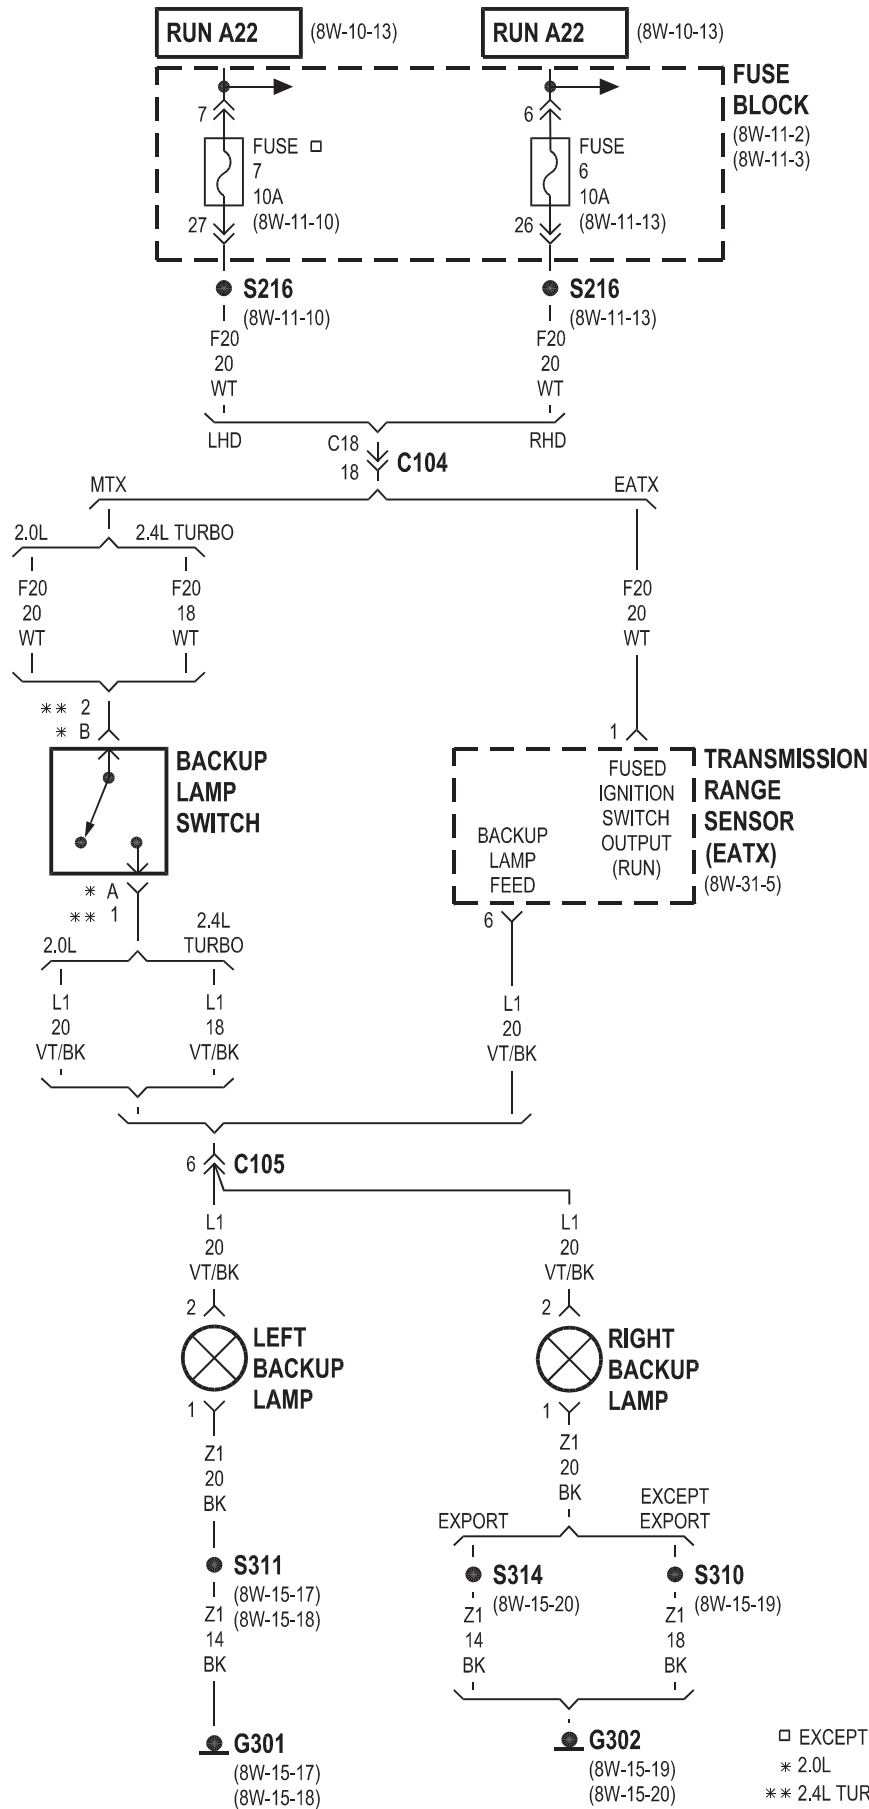 RUN A22
(8W-10-13)
RUN A22
(8W-10-13)
FUSE
BLOCK
(8W-11-2)
(8W-11-3)
7
FUSE
7
10A
(8W-11-10)
27
6
FUSE
6
10A
(8W-11-13)
26
S216
(8W-11-10)
S216
(8W-11-13)
F20
20
WT
F20
20
WT
LHD
RHD
C18
18
C104
MTX
EATX
2.0L
2.4L TURBO
F20
20
WT
F20
18
WT
F20
20
WT
** 2
* B
BACKUP
LAMP
SWITCH
1
FUSED
IGNITION
SWITCH
OUTPUT
(RUN)
BACKUP
LAMP
FEED
TRANSMISSION
RANGE
SENSOR
(EATX)
(8W-31-5)
* A
** 1
6
2.0L
2.4L
TURBO
L1
20
VT/BK
L1
18
VT/BK
L1
20
VT/BK
6
C105
L1
20
VT/BK
L1
20
VT/BK
2
LEFT
BACKUP
LAMP
1
2
RIGHT
BACKUP
LAMP
1
Z1
20
BK
Z1
20
BK
EXPORT
EXCEPT
EXPORT
S311
(8W-15-17)
(8W-15-18)
S314
(8W-15-20)
S310
(8W-15-19)
Z1
14
BK
Z1
14
BK
Z1
18
BK
G301
(8W-15-17)
(8W-15-18)
G302
(8W-15-19)
(8W-15-20)
□ EXCEPT
* 2.0L
** 2.4L TUR